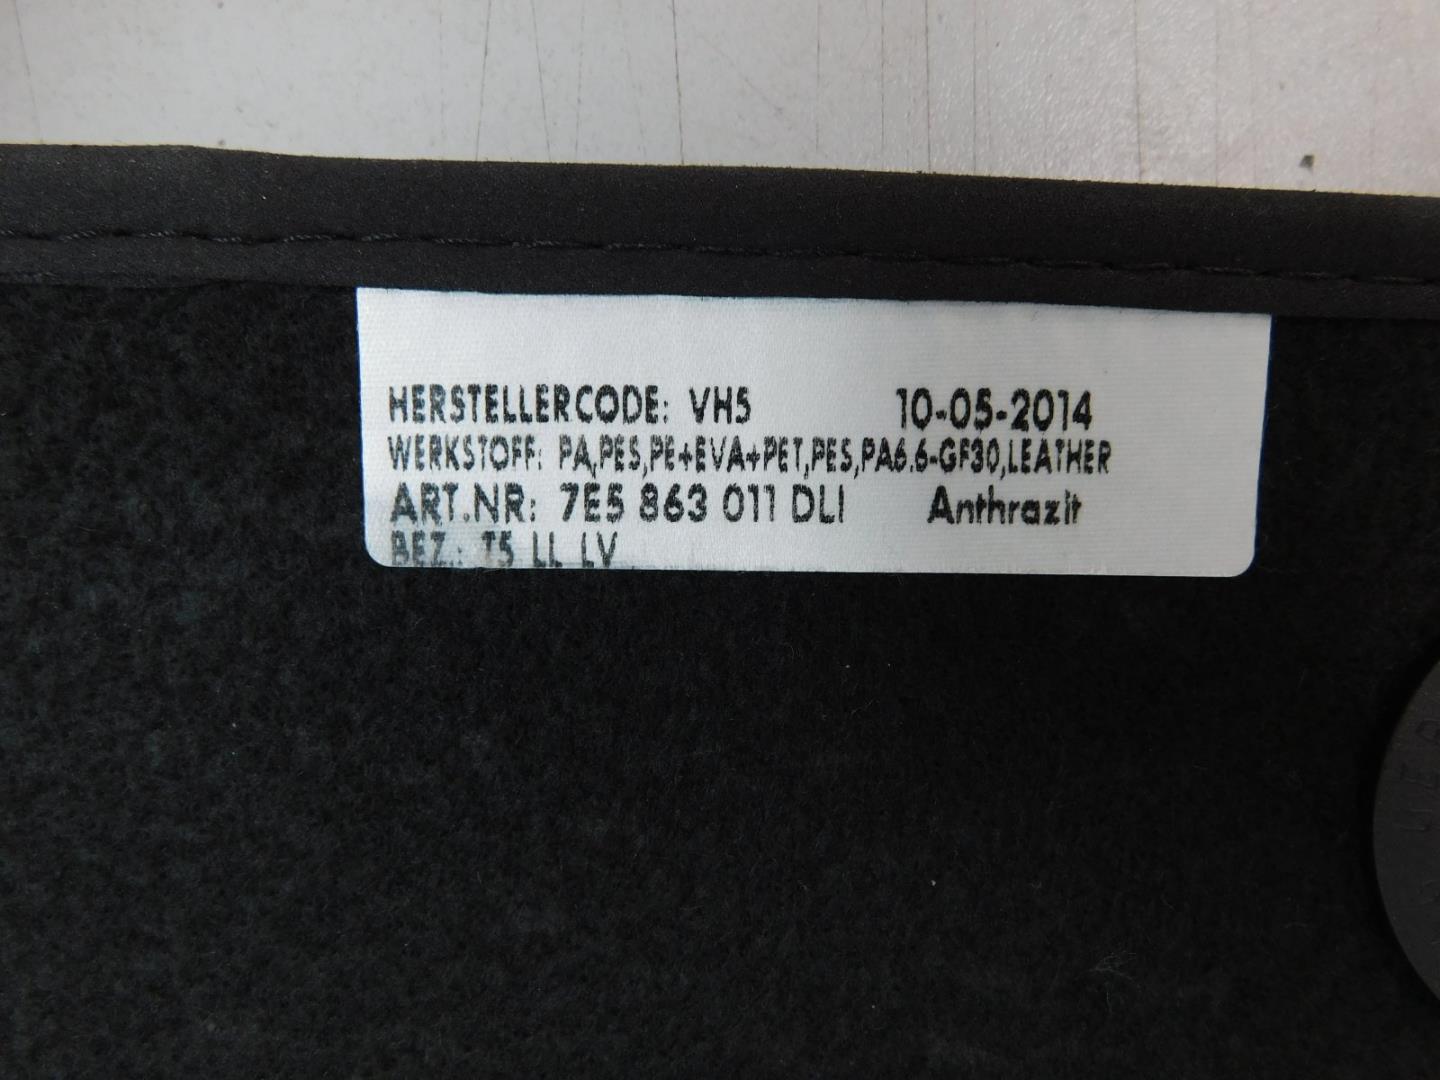 HERSTELLERCODE: VH5 10-05-2014
WERKSTOFF: PA,PES,PE+EVA+PET,PES,PA6.6-GF30,LEATHER
ART.NR: 7E5 863 011 DLI Anthrazit
BEZ.: T5 LL LV